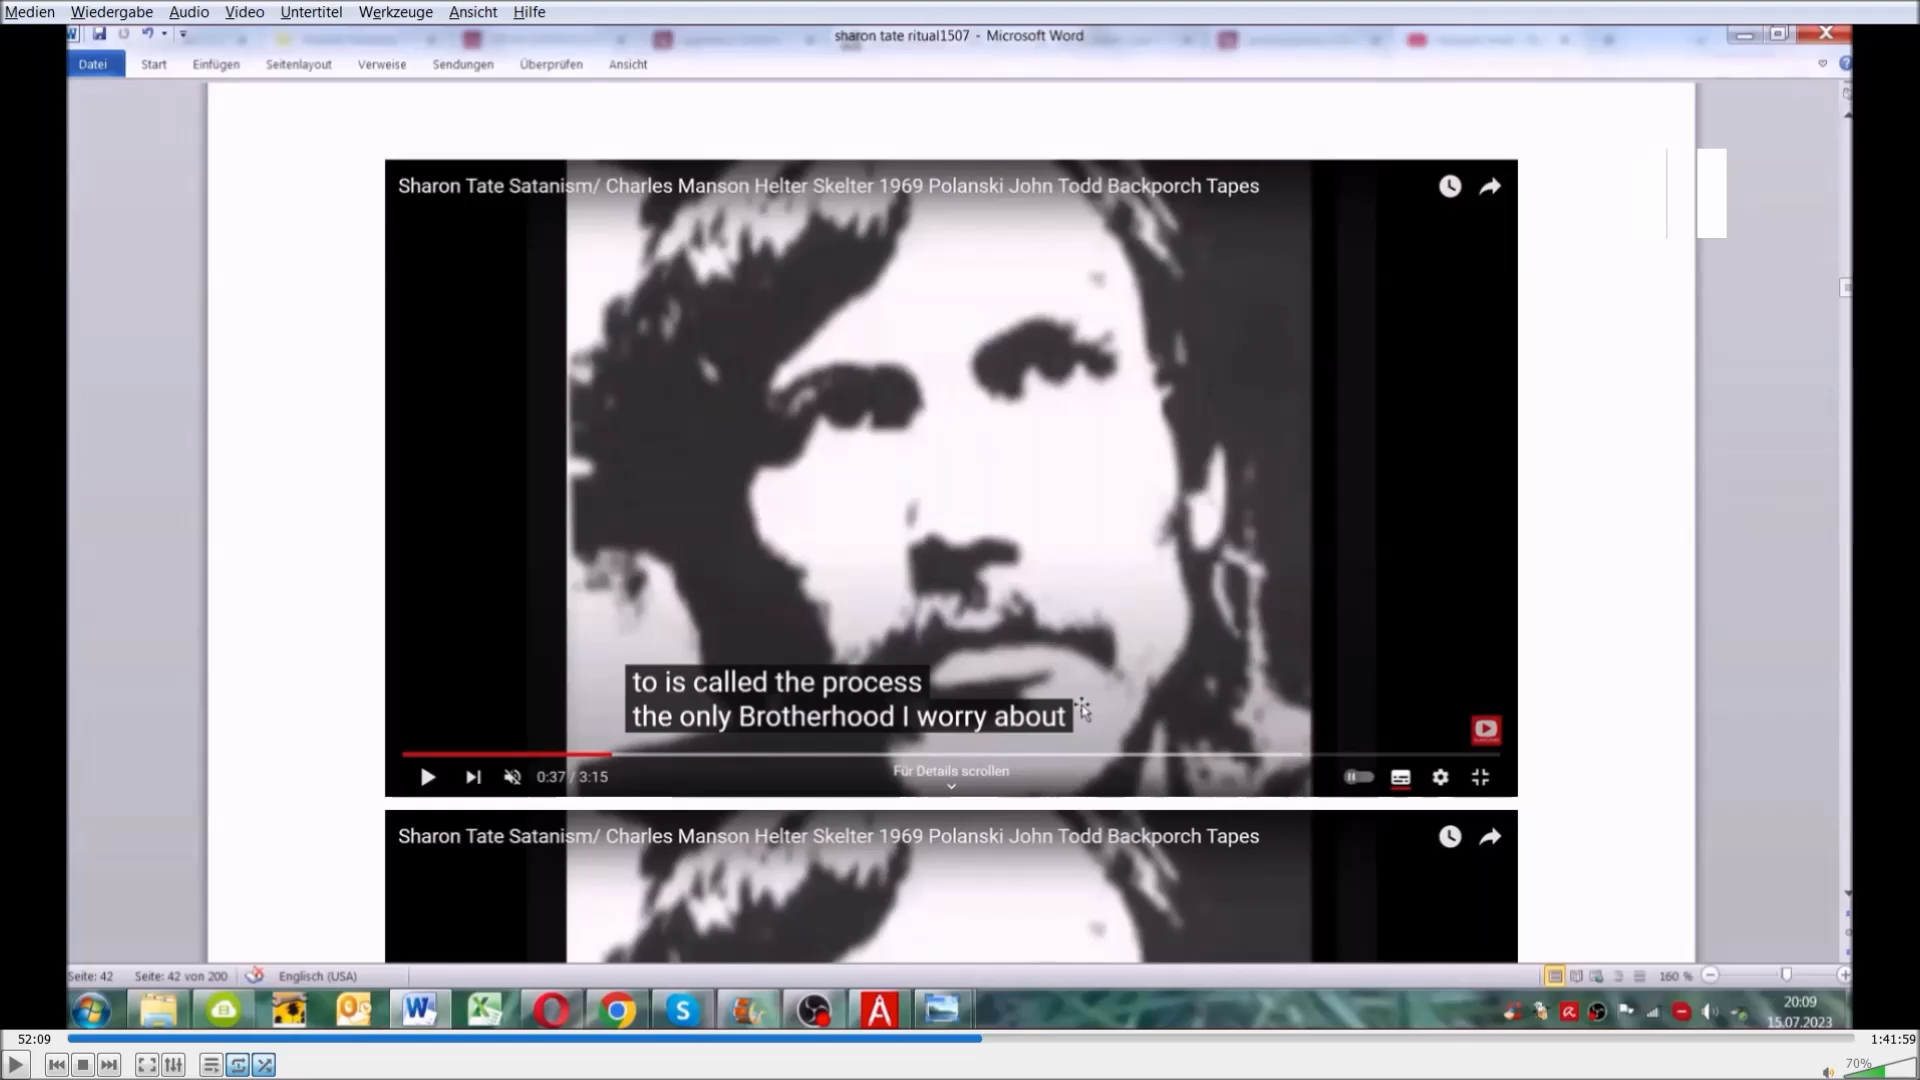 Medien Wiedergabe Audio Video Untertitel Werkzeuge Ansicht Hilfe
sharon tate ritual1507 - Microsoft Word
Datei Start Einfügen Seitenlayout Verweise Sendungen Überprüfen Ansicht
Sharon Tate Satanism/ Charles Manson Helter Skelter 1969 Polanski John Todd Backporch Tapes
to is called the process
the only Brotherhood I worry about
0:37 / 3:15
Für Details scrollen
Sharon Tate Satanism/ Charles Manson Helter Skelter 1969 Polanski John Todd Backporch Tapes
Seite: 42 Seite: 42 von 200 Englisch (USA) 160 %
20:09
15.07.2023
52:09 1:41:59
70%